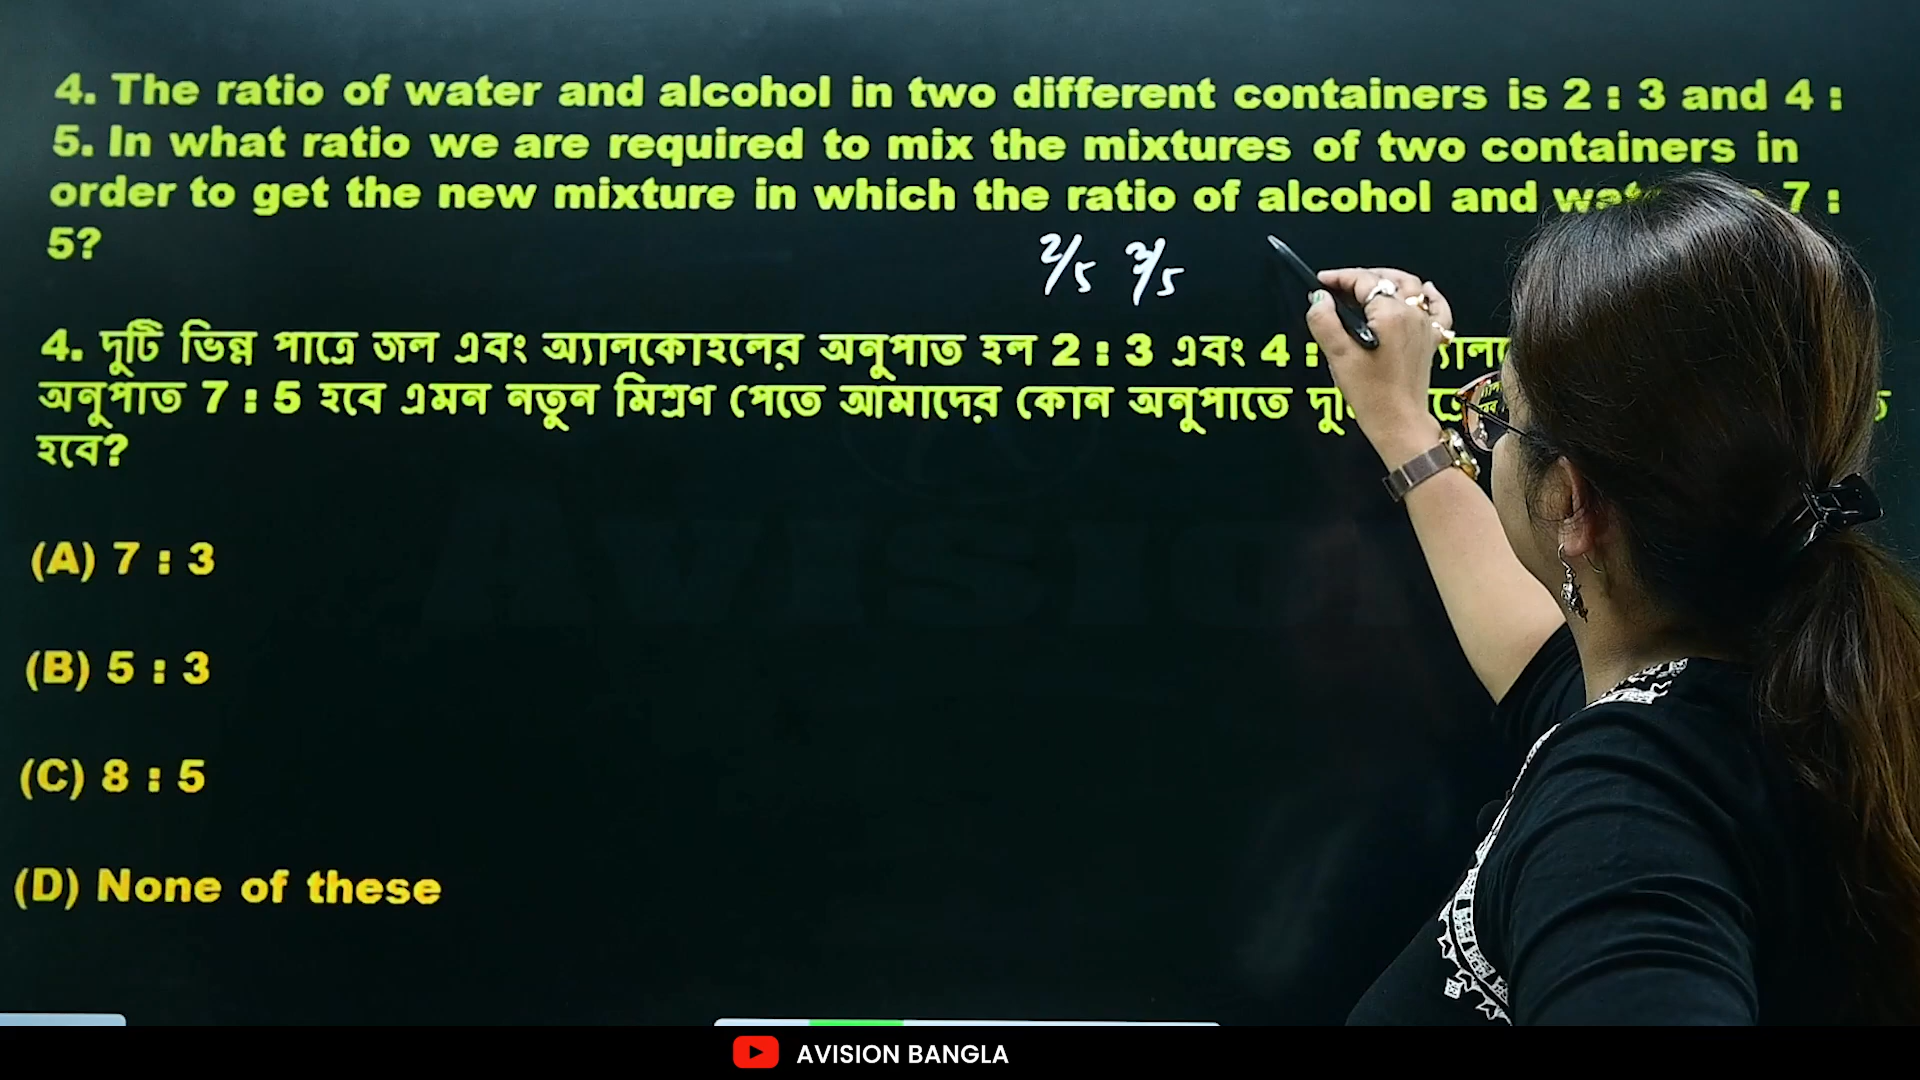 4. The ratio of water and alcohol in two different containers is 2 : 3 and 4 :
5. In what ratio we are required to mix the mixtures of two containers in
order to get the new mixture in which the ratio of alcohol and 7 :
5?
2/5 3/5
4. দুটি ভিন্ন পাত্রে জল এবং অ্যালকোহলের অনুপাত হল 2 : 3 এবং 4 :
অনুপাত 7 : 5 হবে এমন নতুন মিশ্রণ পেতে আমাদের কোন অনুপাতে
হবে?
(A) 7 : 3
(B) 5 : 3
(C) 8 : 5
(D) None of these
AVISION
AVISION BANGLA